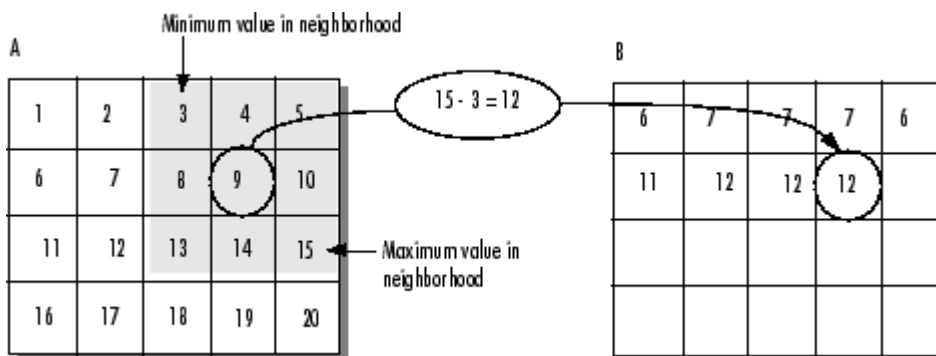 Minimum value in neighborhood
A
B
15 - 3 = 12
1 2 3 4 5
6 7 8 9 10
11 12 13 14 15
16 17 18 19 20
Maximum value in
neighborhood
6 7 7 7 6
11 12 12 12